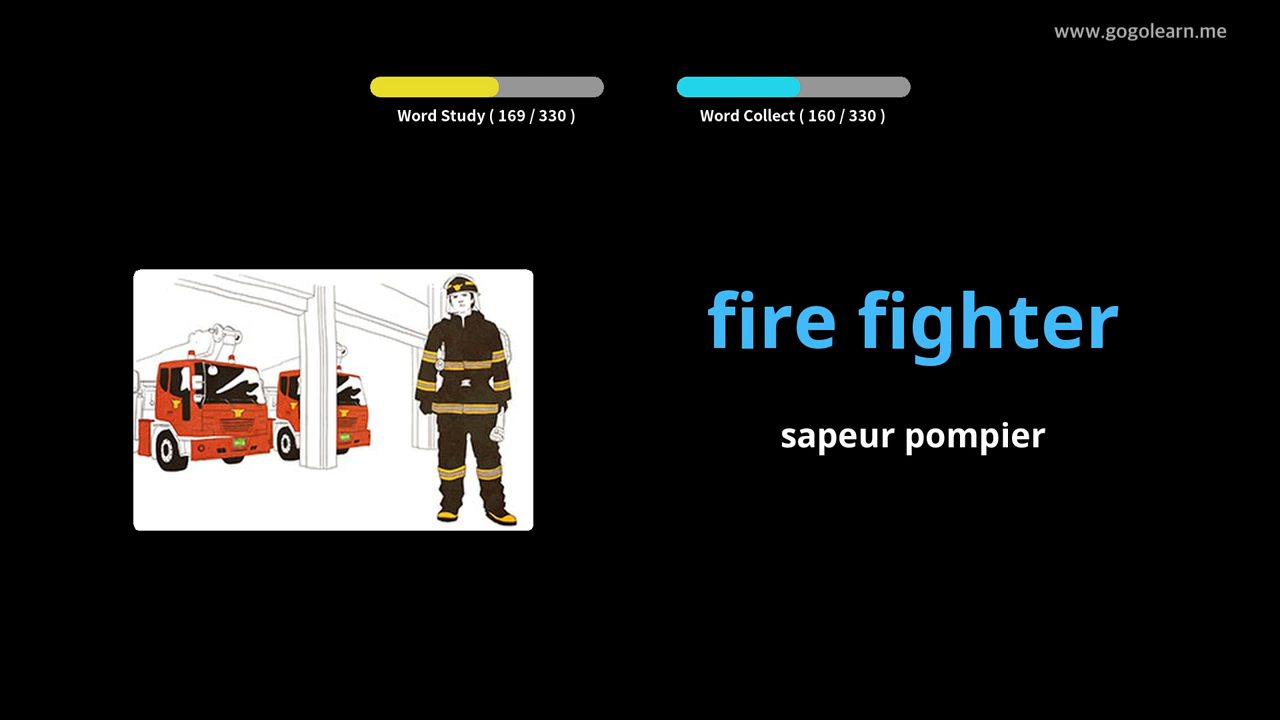 www.gogolearn.me
Word Study ( 169 / 330 )
Word Collect ( 160 / 330 )
fire fighter
sapeur pompier